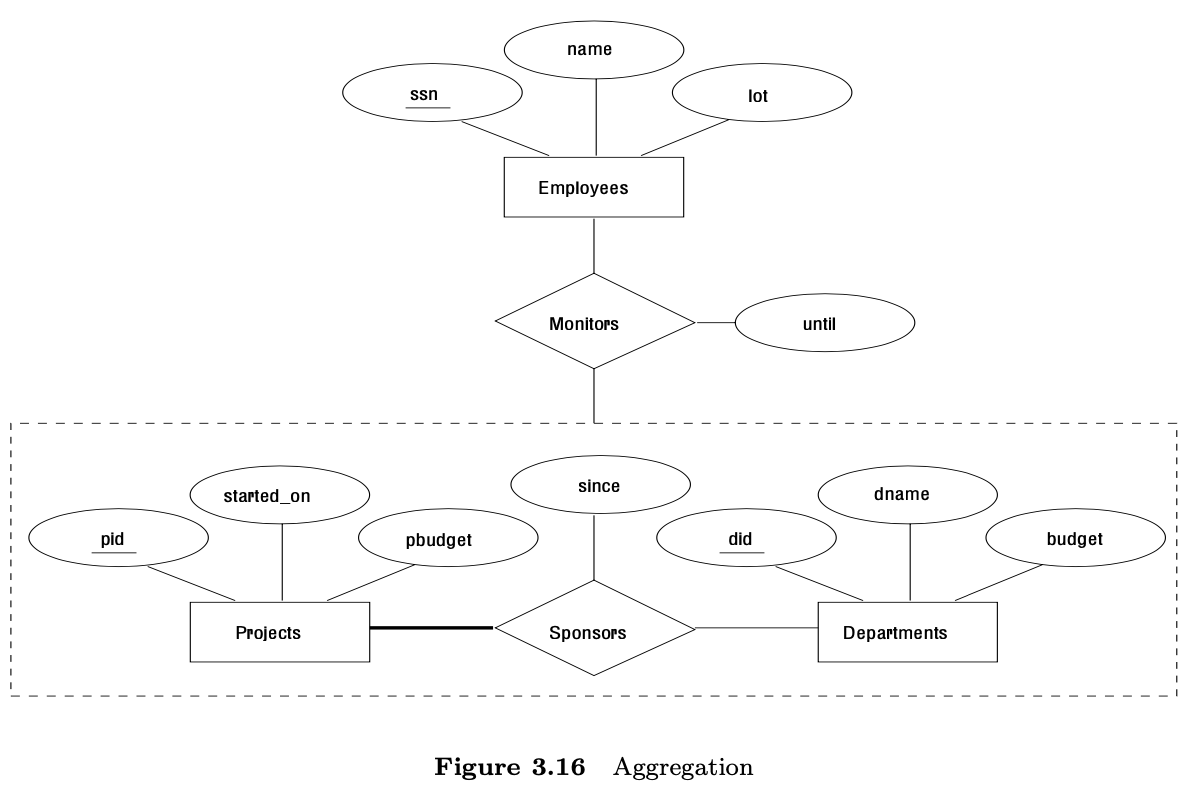 name
ssn
lot
Employees
Monitors
until
since
started_on
dname
pid
pbudget
did
budget
Projects
Sponsors
Departments
Figure 3.16 Aggregation